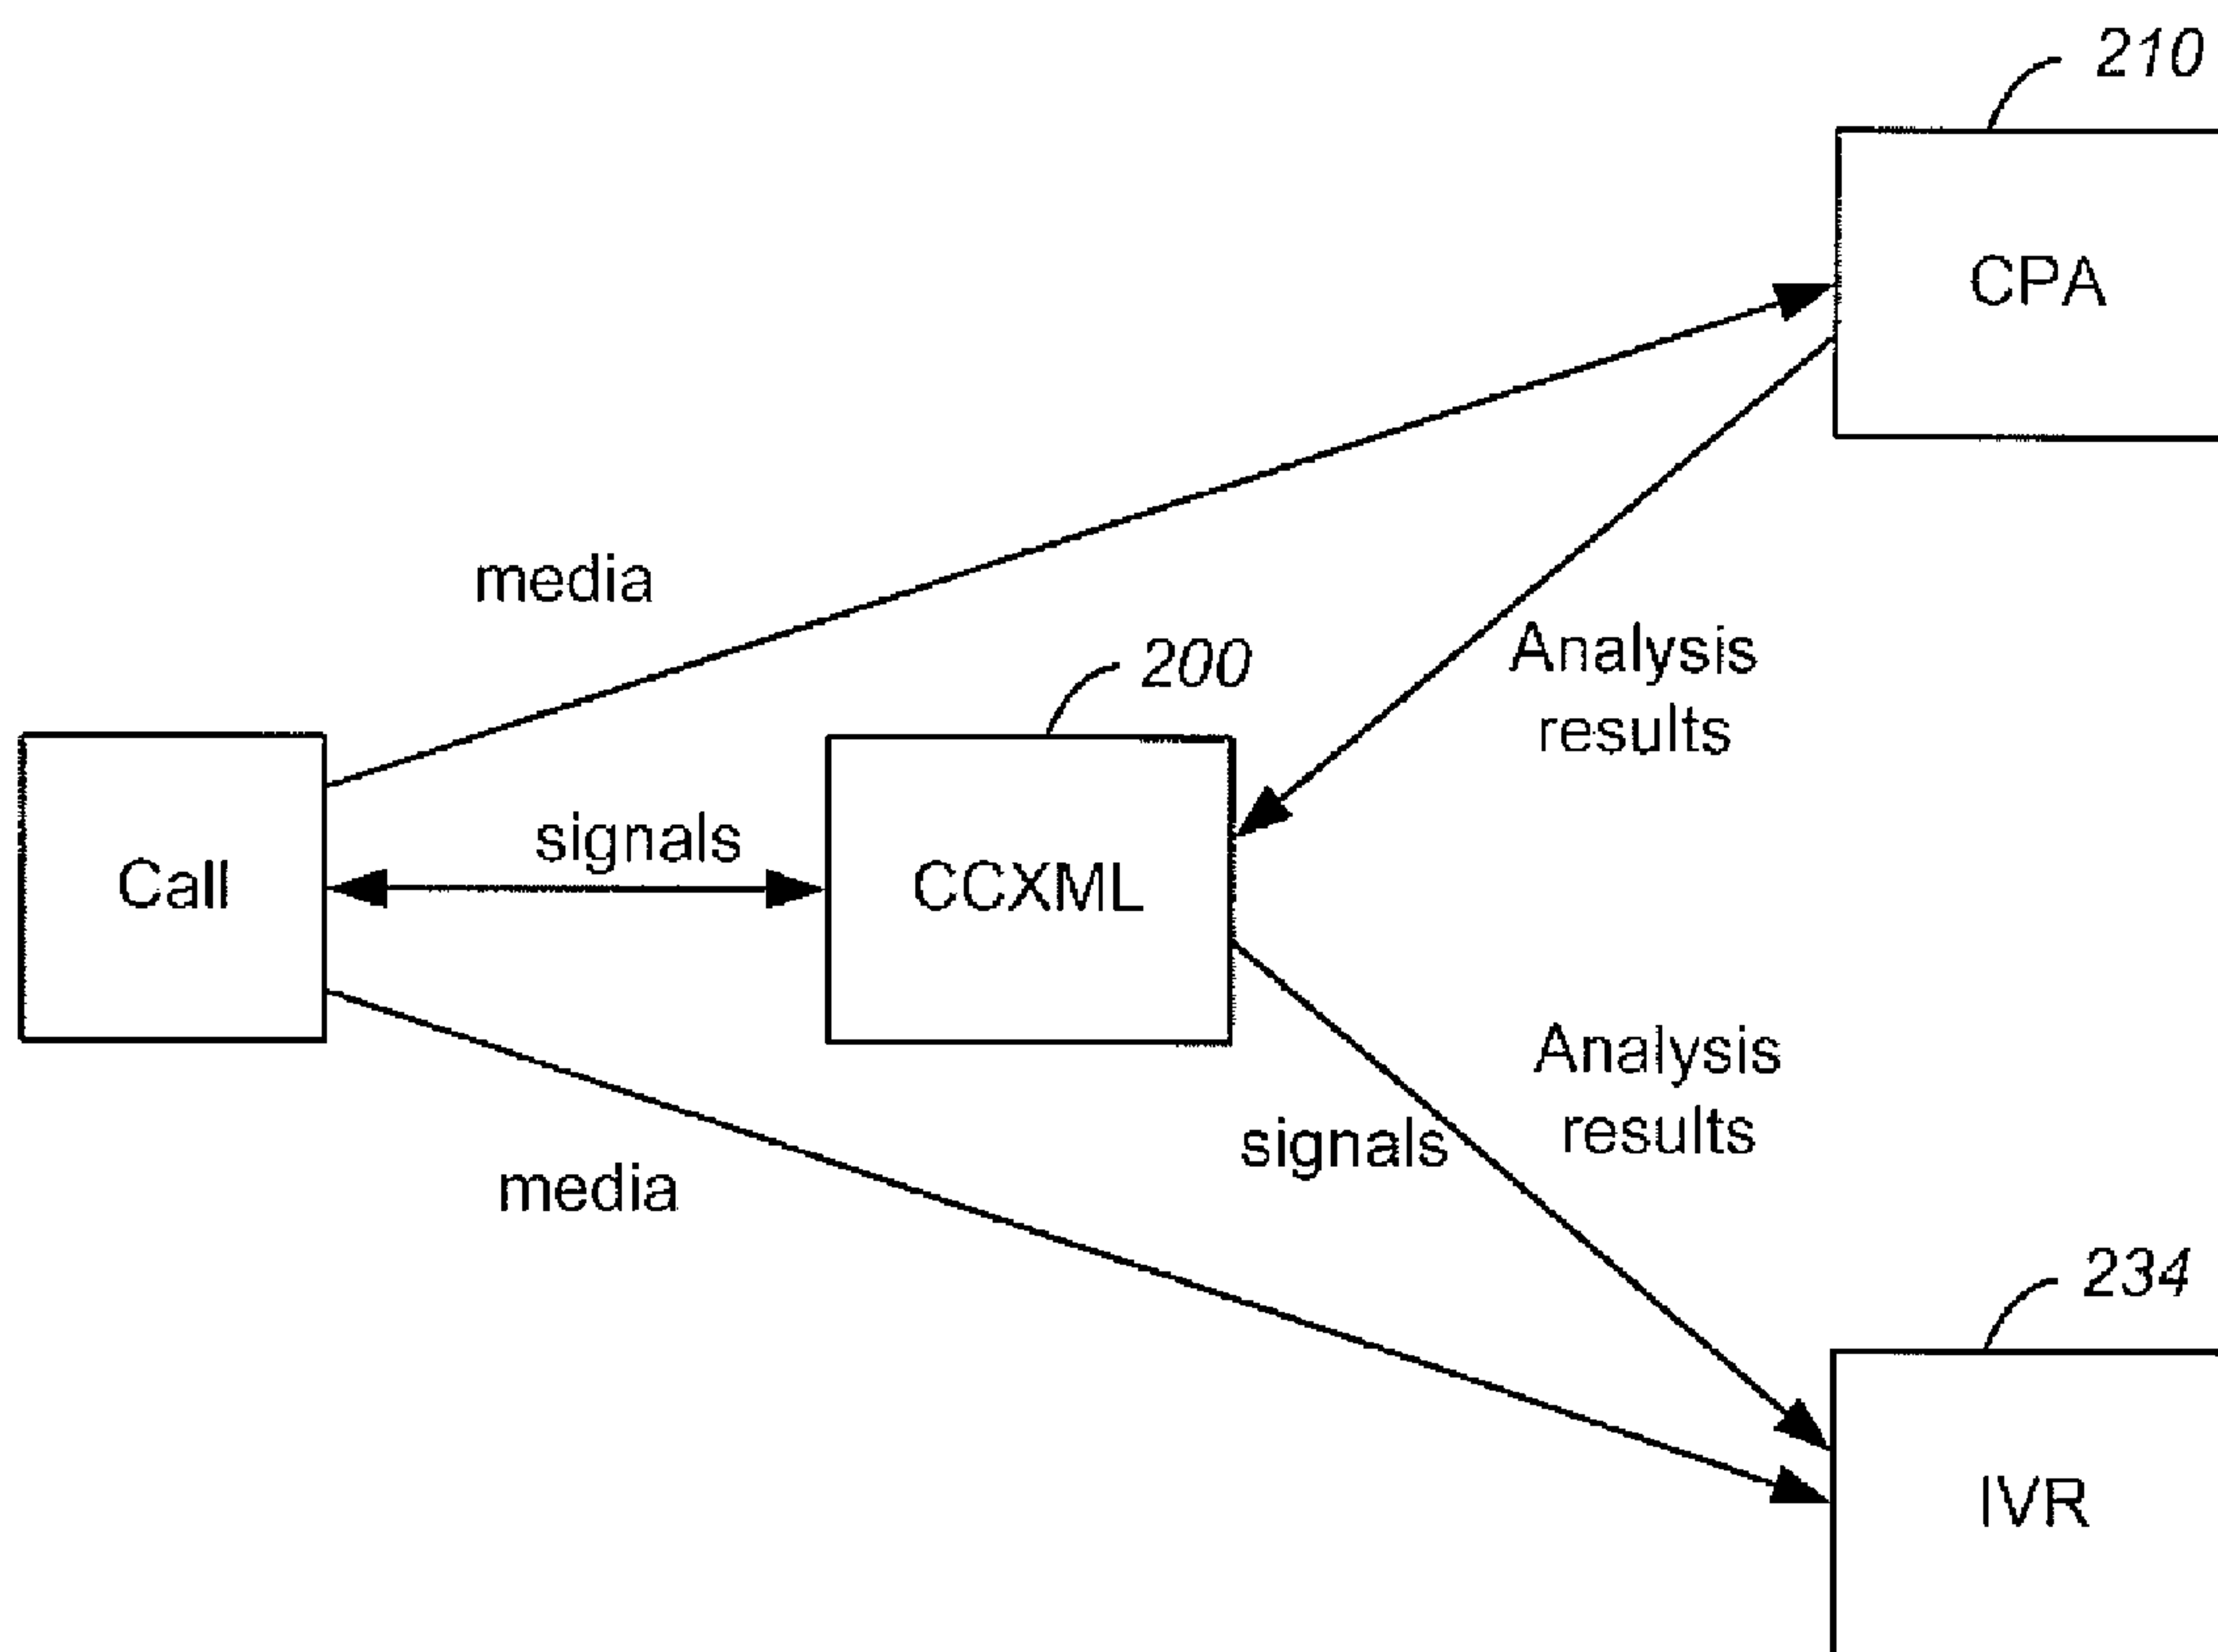 210
CPA
media
Analysis
results
200
signals
Call
CCXML
Analysis
results
signals
media
234
IVR